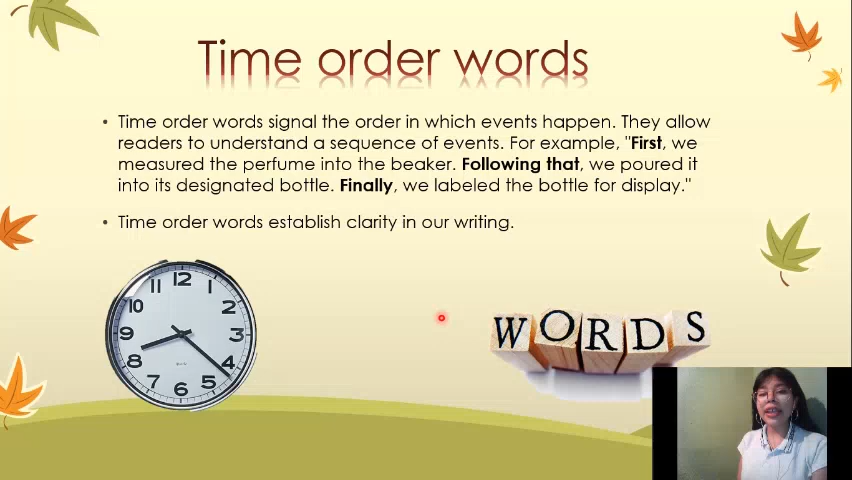 Time order words
• Time order words signal the order in which events happen. They allow
readers to understand a sequence of events. For example, "First, we
measured the perfume into the beaker. Following that, we poured it
into its designated bottle. Finally, we labeled the bottle for display."
• Time order words establish clarity in our writing.
12
11 1
10 2
9 3
8 4
7 5
6
WORDS